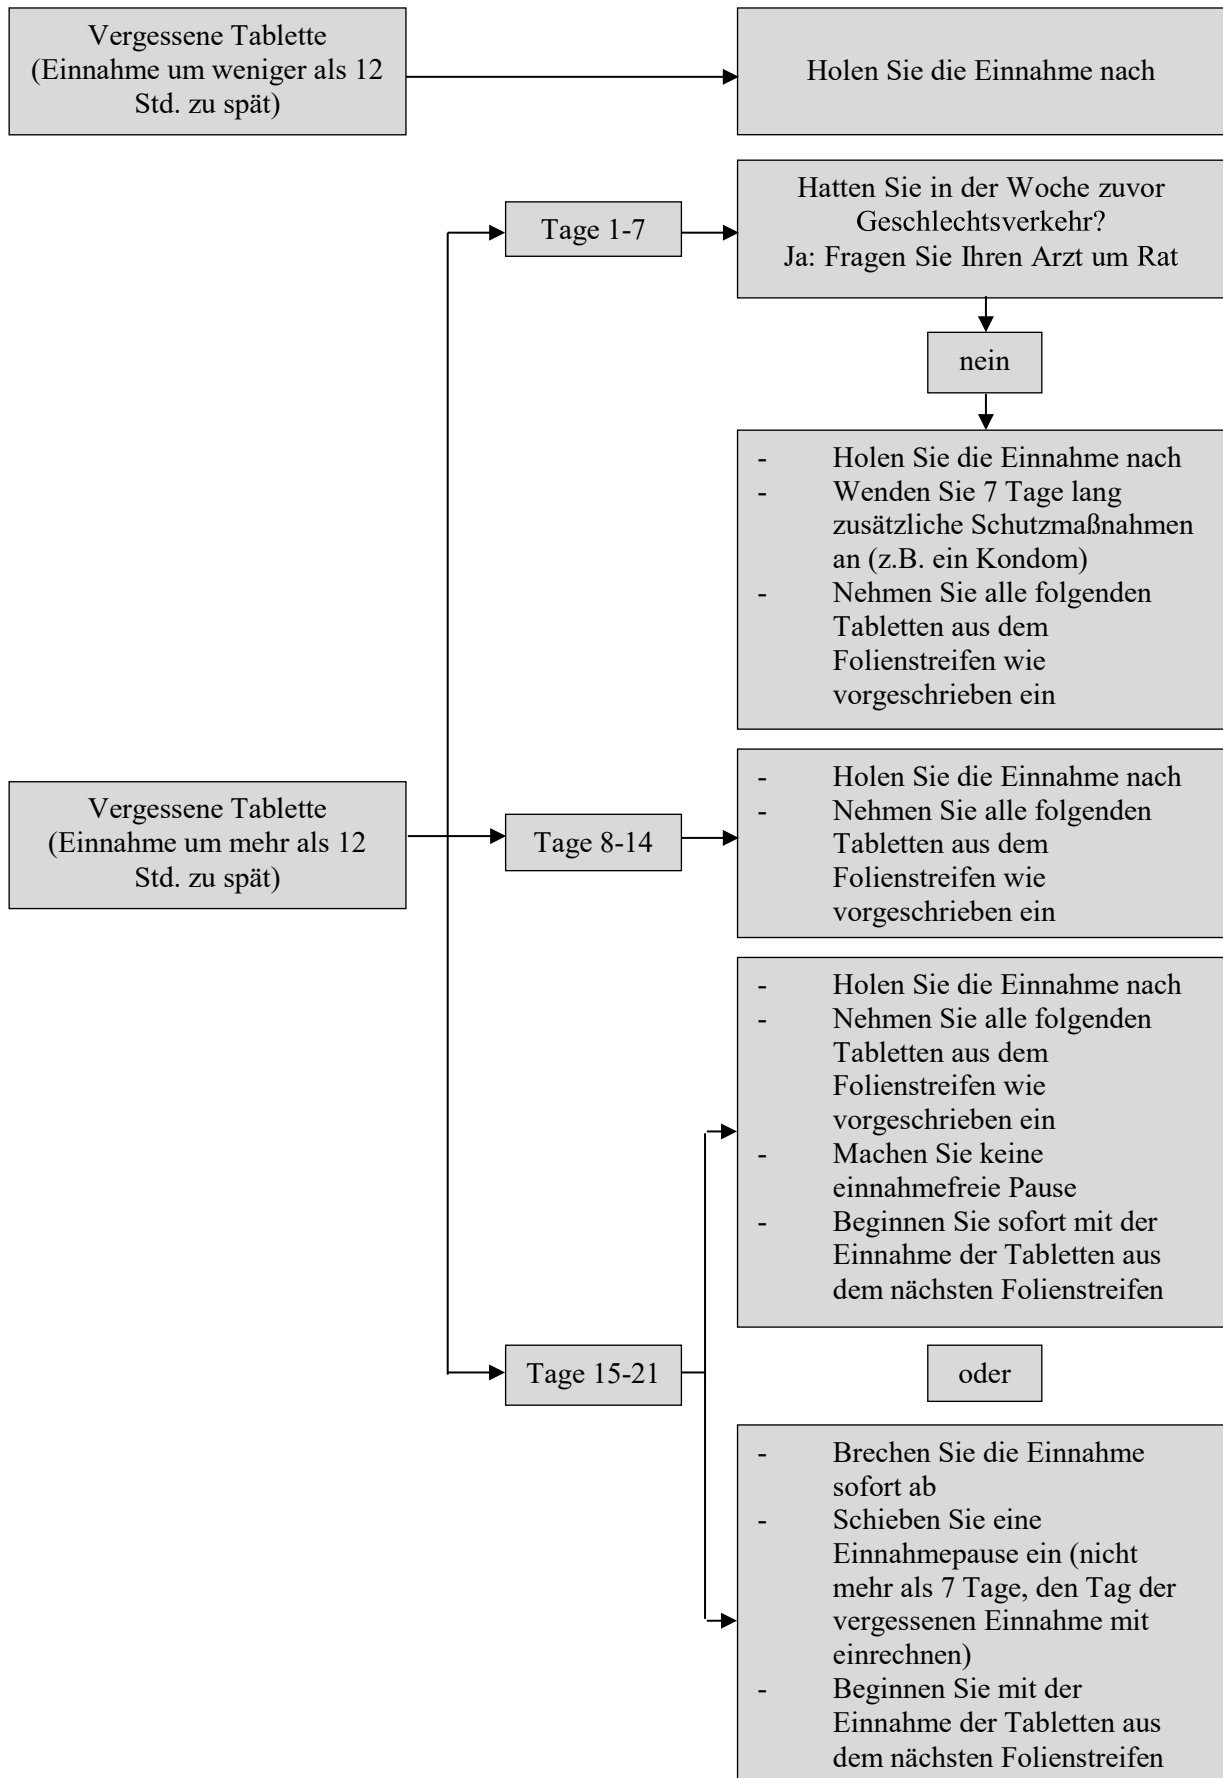 Vergessene Tablette
(Einnahme um weniger als 12
Std. zu spät)
Holen Sie die Einnahme nach
Hatten Sie in der Woche zuvor
Geschlechtsverkehr?
Ja: Fragen Sie Ihren Arzt um Rat
Tage 1-7
nein
- Holen Sie die Einnahme nach
- Wenden Sie 7 Tage lang
zusätzliche Schutzmaßnahmen
an (z.B. ein Kondom)
- Nehmen Sie alle folgenden
Tabletten aus dem
Folienstreifen wie
vorgeschrieben ein
Vergessene Tablette
(Einnahme um mehr als 12
Std. zu spät)
Tage 8-14
- Holen Sie die Einnahme nach
- Nehmen Sie alle folgenden
Tabletten aus dem
Folienstreifen wie
vorgeschrieben ein
- Holen Sie die Einnahme nach
- Nehmen Sie alle folgenden
Tabletten aus dem
Folienstreifen wie
vorgeschrieben ein
- Machen Sie keine
einnahmefreie Pause
- Beginnen Sie sofort mit der
Einnahme der Tabletten aus
dem nächsten Folienstreifen
Tage 15-21
oder
- Brechen Sie die Einnahme
sofort ab
- Schieben Sie eine
Einnahmepause ein (nicht
mehr als 7 Tage, den Tag der
vergessenen Einnahme mit
einrechnen)
- Beginnen Sie mit der
Einnahme der Tabletten aus
dem nächsten Folienstreifen